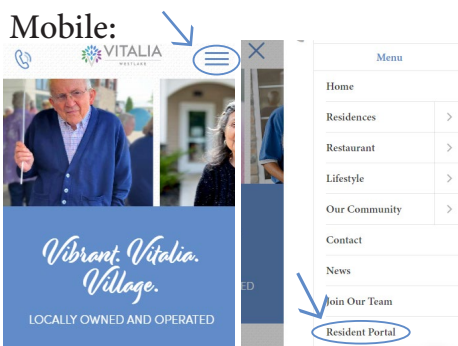 Mobile:
VITALIA
WESTLAKE
Vibrant. Vitalia.
Village.
LOCALLY OWNED AND OPERATED
ED
Menu
Home
Residences
Restaurant
Lifestyle
Our Community
Contact
News
Join Our Team
Resident Portal